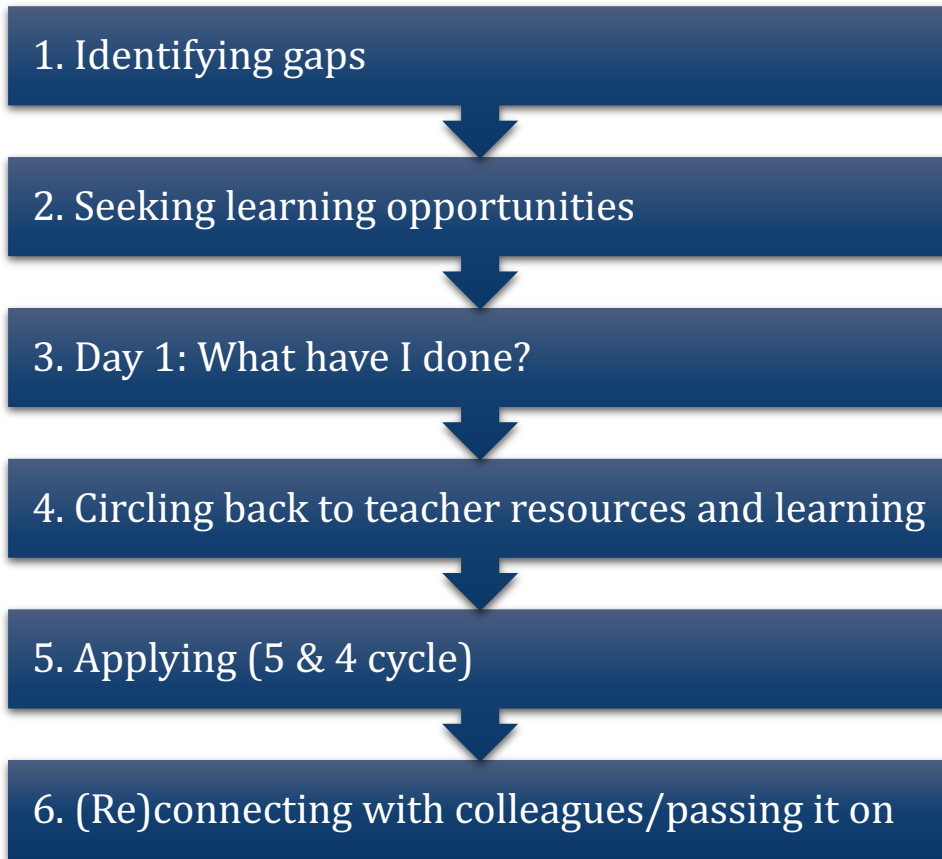 1. Identifying gaps
2. Seeking learning opportunities
3. Day 1: What have I done?
4. Circling back to teacher resources and learning
5. Applying (5 & 4 cycle)
6. (Re)connecting with colleagues/passing it on